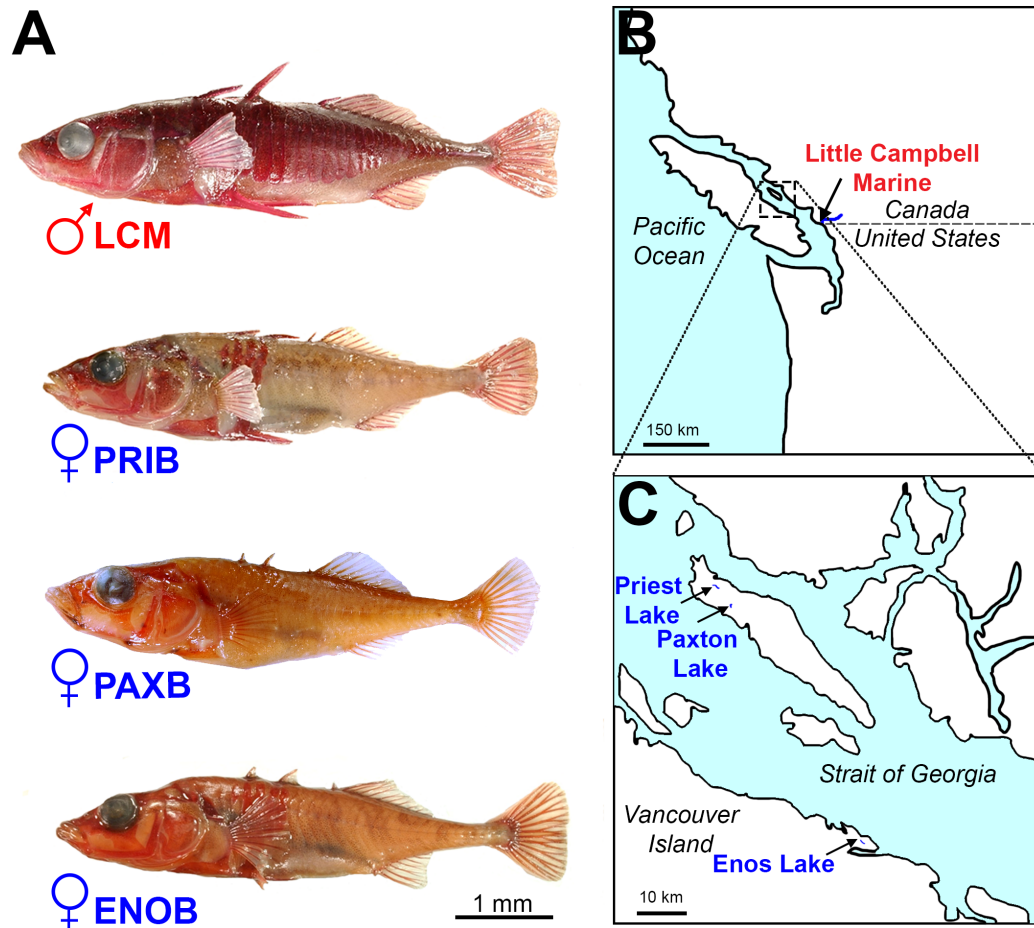 A
♂LCM
♀PRIB
♀PAXB
♀ENOB
1 mm
B
Little Campbell
Marine
Canada
United States
Pacific
Ocean
150 km
C
Priest
Lake
Paxton
Lake
Strait of Georgia
Vancouver
Island
Enos Lake
10 km